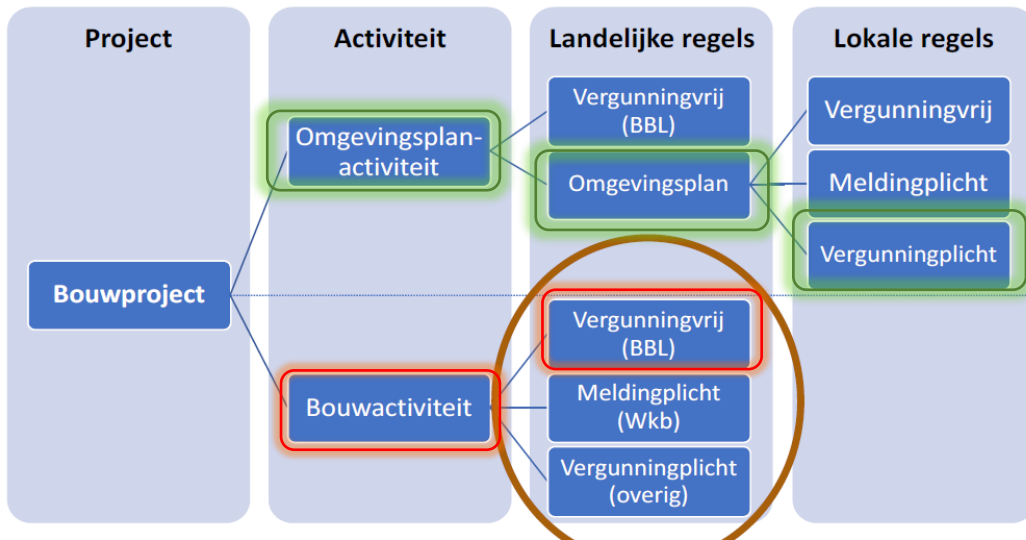 Project
Activiteit
Landelijke regels
Lokale regels
Bouwproject
Omgevingsplan-
activiteit
Bouwactiviteit
Vergunningvrij
(BBL)
Omgevingsplan
Vergunningvrij
(BBL)
Meldingplicht
(Wkb)
Vergunningplicht
(overig)
Vergunningvrij
Meldingplicht
Vergunningplicht